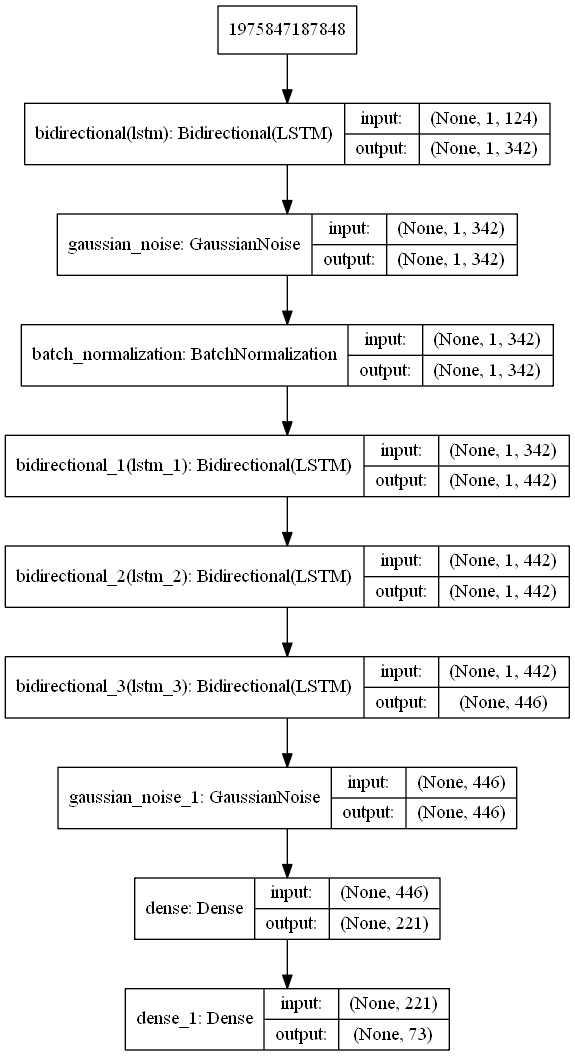 1975847187848
bidirectional(lstm): Bidirectional(LSTM)
input: (None, 1, 124)
output: (None, 1, 342)
gaussian_noise: GaussianNoise
input: (None, 1, 342)
output: (None, 1, 342)
batch_normalization: BatchNormalization
input: (None, 1, 342)
output: (None, 1, 342)
bidirectional_1(lstm_1): Bidirectional(LSTM)
input: (None, 1, 342)
output: (None, 1, 442)
bidirectional_2(lstm_2): Bidirectional(LSTM)
input: (None, 1, 442)
output: (None, 1, 442)
bidirectional_3(lstm_3): Bidirectional(LSTM)
input: (None, 1, 442)
output: (None, 446)
gaussian_noise_1: GaussianNoise
input: (None, 446)
output: (None, 446)
dense: Dense
input: (None, 446)
output: (None, 221)
dense_1: Dense
input: (None, 221)
output: (None, 73)